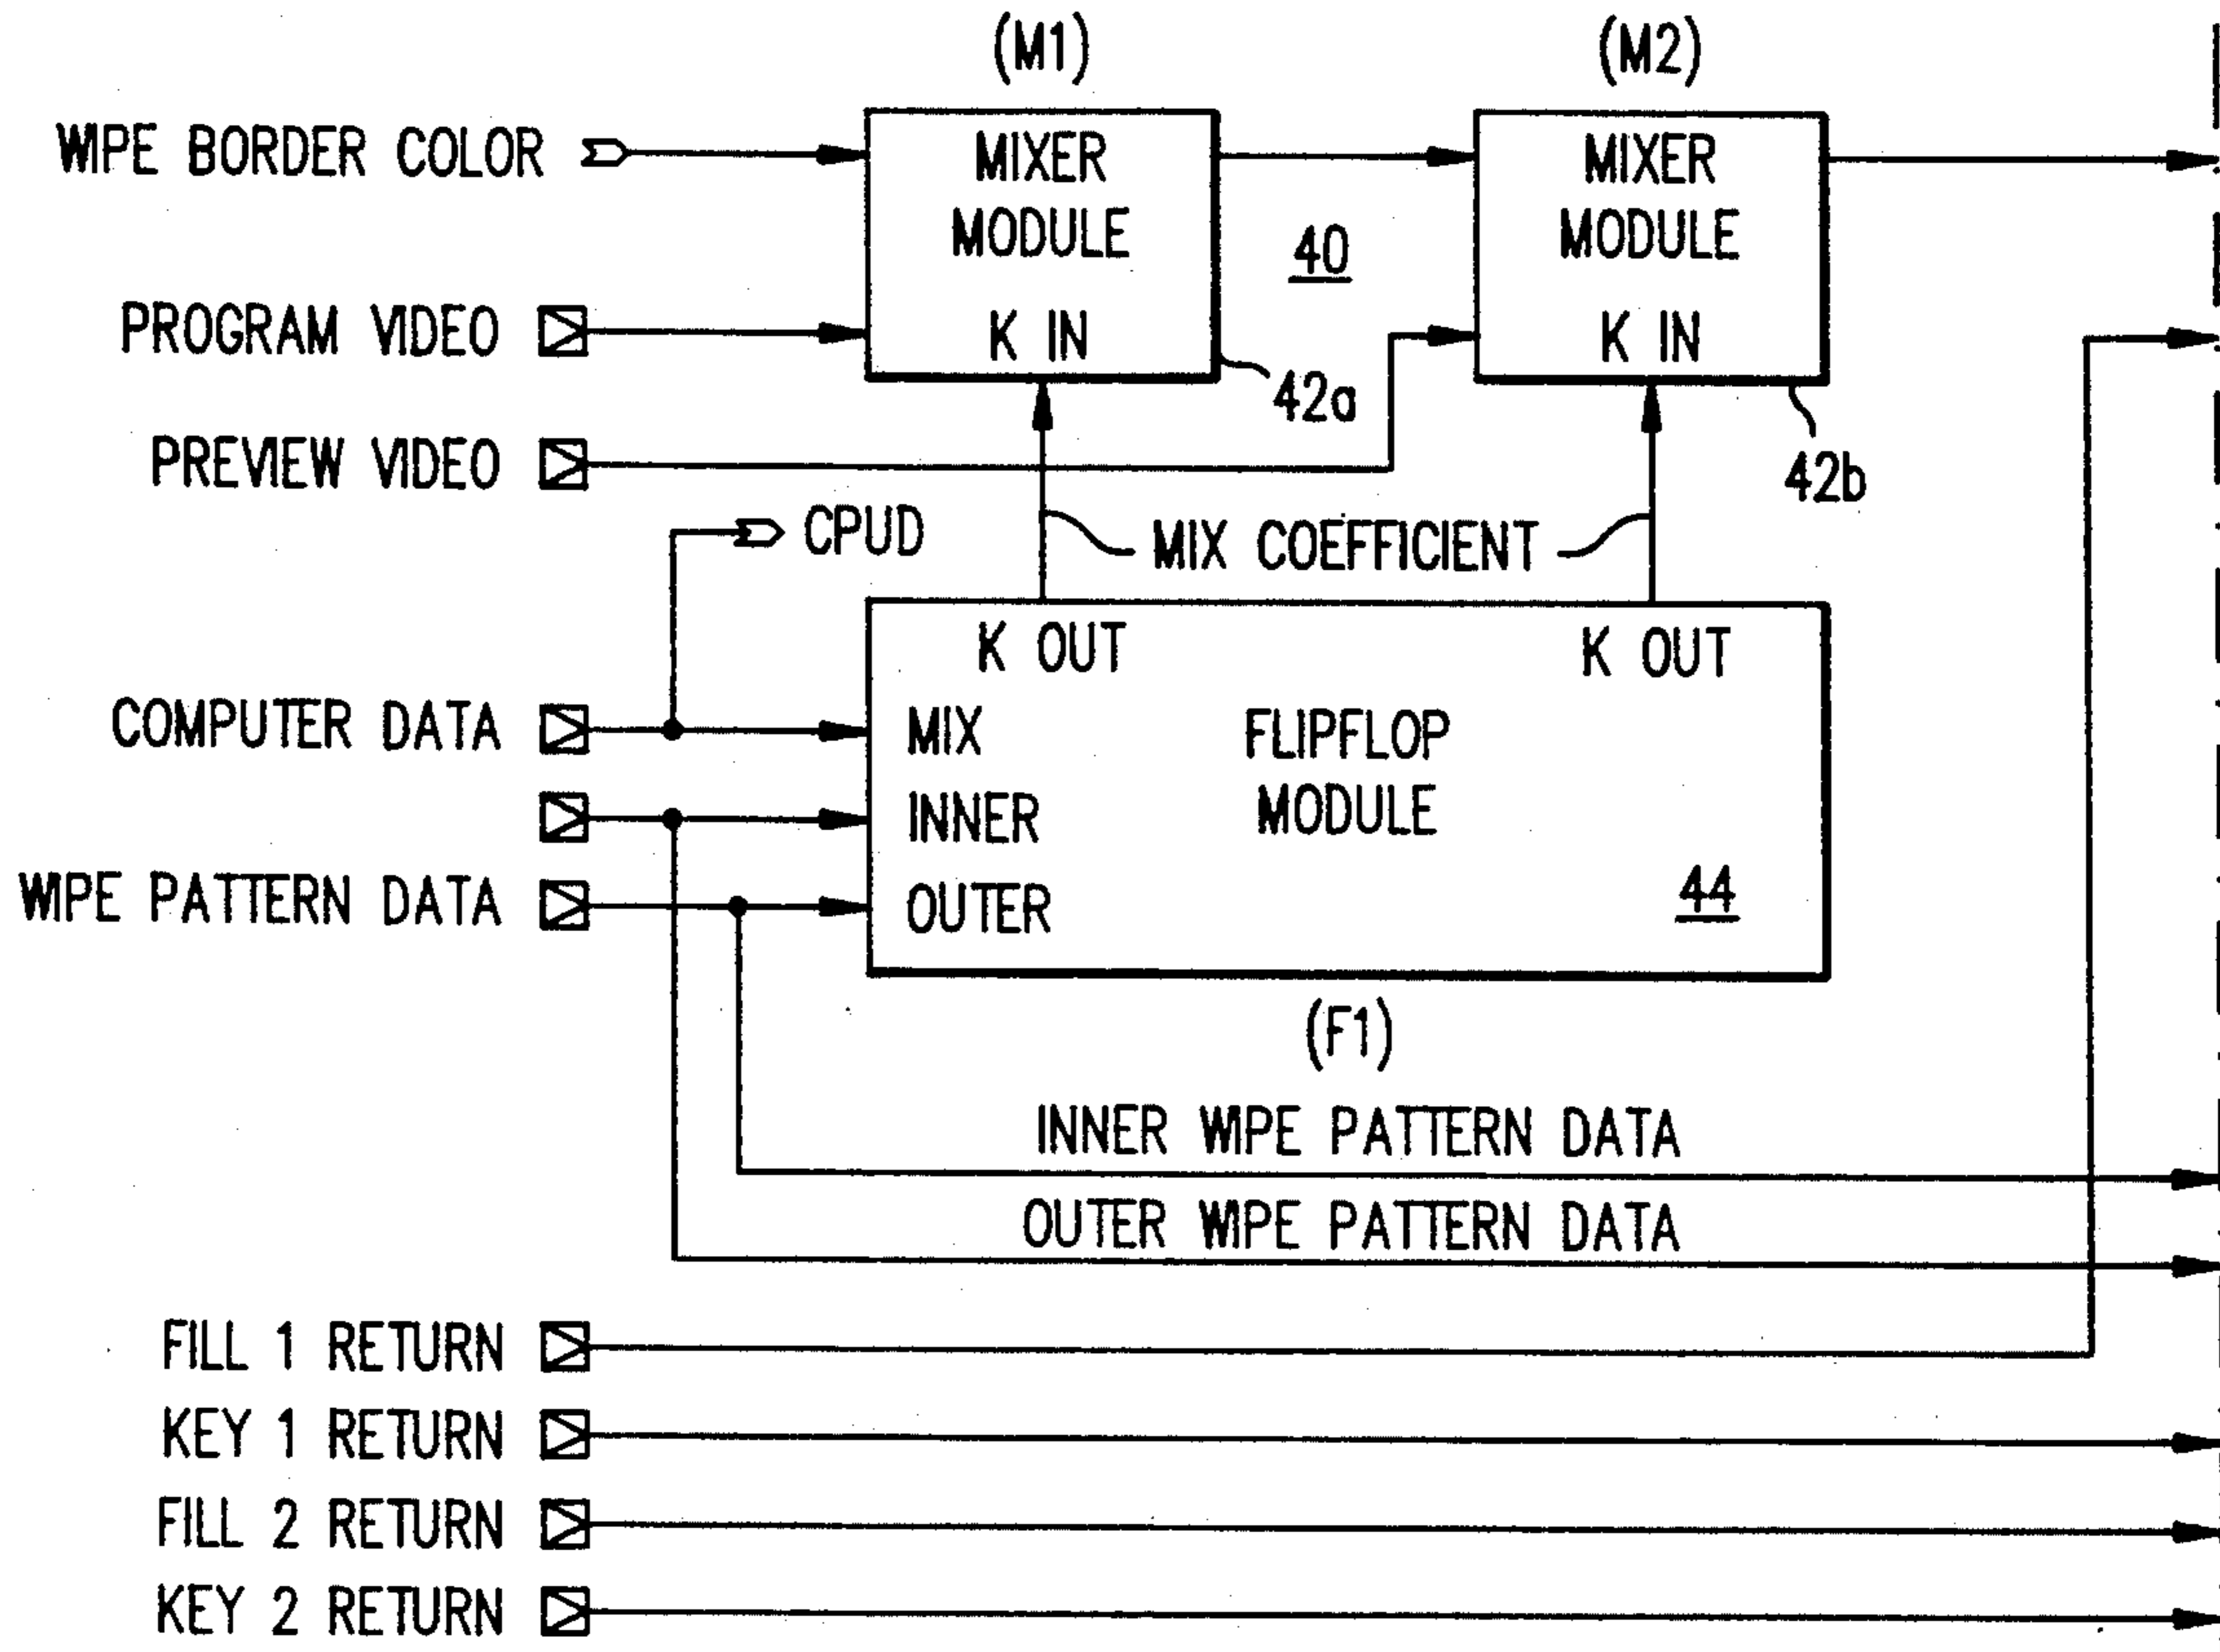 (M1)
(M2)
WIPE BORDER COLOR
MIXER
MODULE
K IN
40
MIXER
MODULE
K IN
PROGRAM VIDEO
42a
PREVIEW VIDEO
42b
CPUD
MIX COEFFICIENT
K OUT
K OUT
COMPUTER DATA
MIX
FLIPFLOP
MODULE
INNER
WIPE PATTERN DATA
OUTER
44
(F1)
INNER WIPE PATTERN DATA
OUTER WIPE PATTERN DATA
FILL 1 RETURN
KEY 1 RETURN
FILL 2 RETURN
KEY 2 RETURN